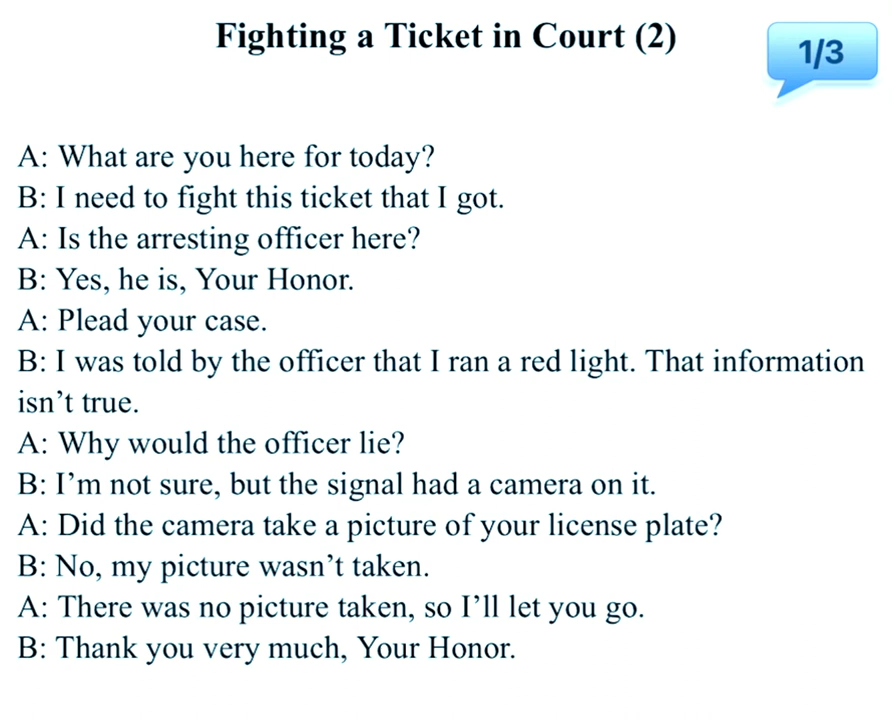 Fighting a Ticket in Court (2)
1/3
A: What are you here for today?
B: I need to fight this ticket that I got.
A: Is the arresting officer here?
B: Yes, he is, Your Honor.
A: Plead your case.
B: I was told by the officer that I ran a red light. That information
isn’t true.
A: Why would the officer lie?
B: I’m not sure, but the signal had a camera on it.
A: Did the camera take a picture of your license plate?
B: No, my picture wasn’t taken.
A: There was no picture taken, so I’ll let you go.
B: Thank you very much, Your Honor.